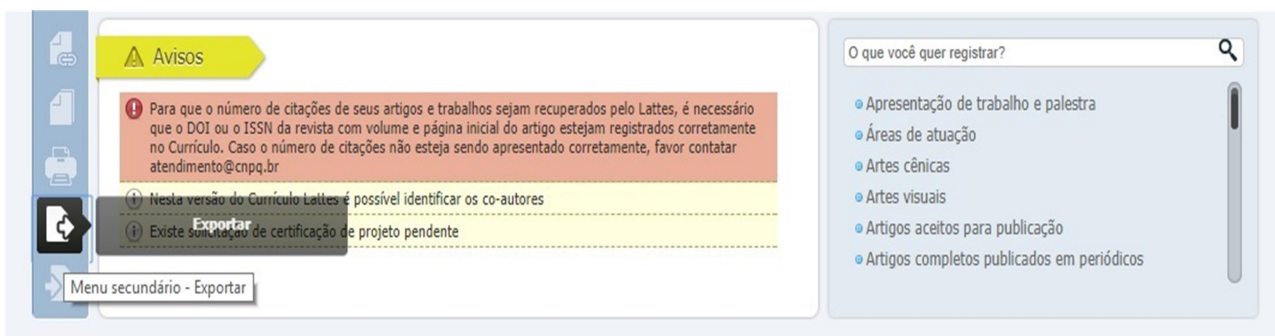 Avisos
Para que o número de citações de seus artigos e trabalhos sejam recuperados pelo Lattes, é necessário
que o DOI ou o ISSN da revista com volume e página inicial do artigo estejam registrados corretamente
no Currículo. Caso o número de citações não esteja sendo apresentado corretamente, favor contatar
atendimento@cnpq.br
Nesta versão do Currículo Lattes é possível identificar os co-autores
Existe solicitação de certificação de projeto pendente
Exportar
Menu secundário - Exportar
O que você quer registrar?
Apresentação de trabalho e palestra
Áreas de atuação
Artes cênicas
Artes visuais
Artigos aceitos para publicação
Artigos completos publicados em periódicos